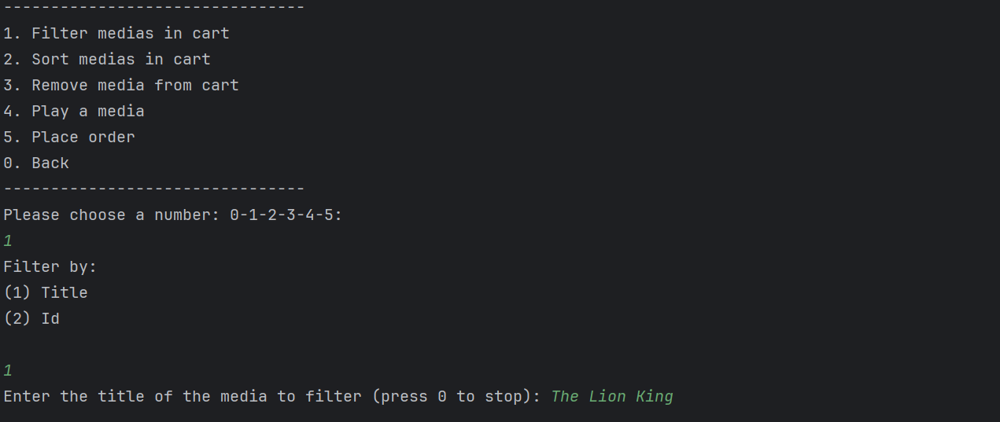 --------------------------------
1. Filter medias in cart
2. Sort medias in cart
3. Remove media from cart
4. Play a media
5. Place order
0. Back
--------------------------------
Please choose a number: 0-1-2-3-4-5:
1
Filter by:
(1) Title
(2) Id
1
Enter the title of the media to filter (press 0 to stop): The Lion King